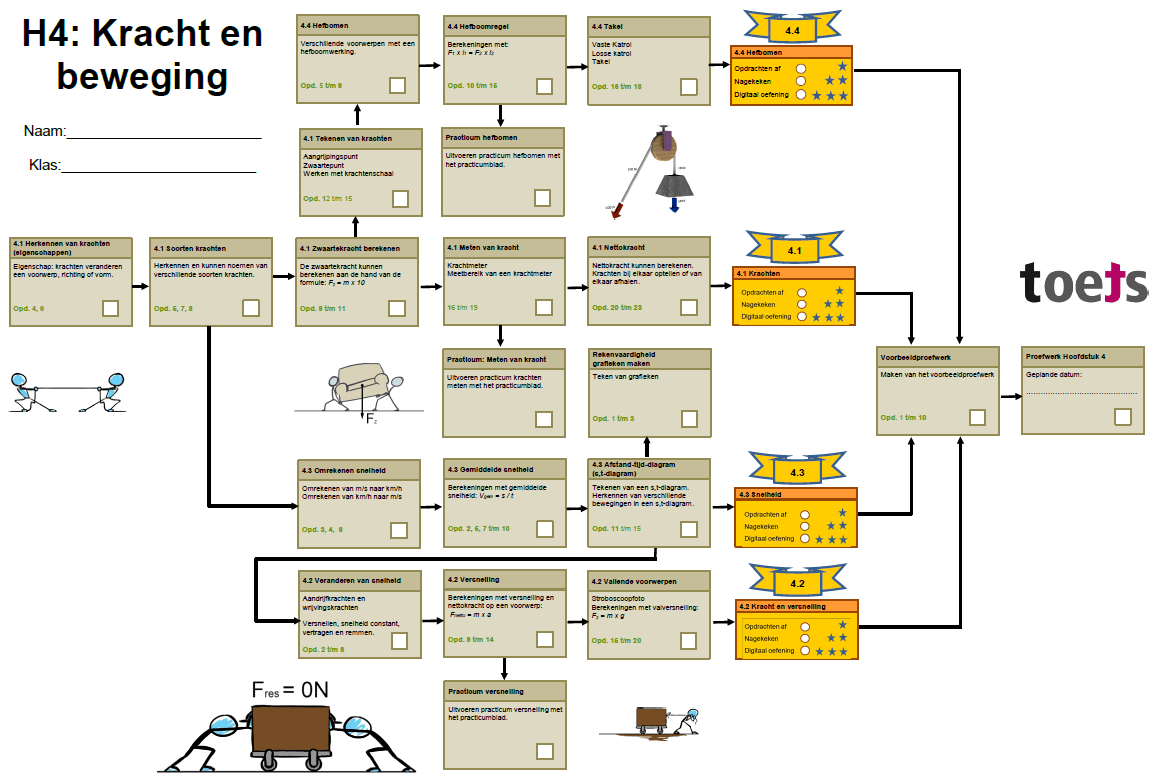 H4: Kracht en
beweging
Naam:
Klas:
4.4 Hefbomen
Verschillende voorwerpen met een
hefboomwerking.
Opd. 5 t/m 9
4.4 Hefboomregel
Berekeningen met:
F1 x l1 = F2 x l2
Opd. 10 t/m 15
4.4 Takel
Vaste Katrol
Losse katrol
Takel
Opd. 16 t/m 18
4.4
4.4 Hefbomen
Opdrachten af
Nagekeken
Digitaal oefening
4.1 Tekenen van krachten
Aangrijpingspunt
Zwaartepunt
Werken met krachtenschaal
Opd. 12 t/m 15
Practicum hefbomen
Uitvoeren practicum hefbomen met
het practicumblad.
4.1 Herkennen van krachten
(eigenschappen)
Eigenschap: krachten veranderen
een voorwerp, richting of vorm.
Opd. 4, 6
4.1 Soorten krachten
Herkennen en kunnen noemen van
verschillende soorten krachten.
Opd. 5, 7, 8
4.1 Zwaartekracht berekenen
De zwaartekracht kunnen
berekenen aan de hand van de
formule: Fz = m x 10
Opd. 9 t/m 11
4.1 Meten van kracht
Krachtmeter
Meetbereik van een krachtmeter
16 t/m 19
4.1 Nettokracht
Nettokracht kunnen berekenen.
Krachten bij elkaar optellen of van
elkaar afhalen.
Opd. 20 t/m 23
4.1
4.1 Krachten
Opdrachten af
Nagekeken
Digitaal oefening
toets
Practicum: Meten van kracht
Uitvoeren practicum krachten
meten met het practicumblad.
Rekenvaardigheid
grafieken maken
Teken van grafieken
Opd. 1 t/m 3
Voorbeeldproefwerk
Maken van het voorbeeldproefwerk
Opd. 1 t/m 10
Proefwerk Hoofdstuk 4
Geplande datum:
Fz
4.3 Omrekenen snelheid
Omrekenen van m/s naar km/h
Omrekenen van km/h naar m/s
Opd. 3, 4, 6
4.3 Gemiddelde snelheid
Berekeningen met gemiddelde
snelheid: Vgem = s / t
Opd. 2, 5, 7 t/m 10
4.3 Afstand-tijd-diagram
(s,t-diagram)
Tekenen van een s,t-diagram.
Herkennen van verschillende
bewegingen in een s,t-diagram.
Opd. 11 t/m 15
4.3
4.3 Snelheid
Opdrachten af
Nagekeken
Digitaal oefening
4.2 Veranderen van snelheid
Aandrijfkrachten en
wrijvingskrachten
Versnellen, snelheid constant,
vertragen en remmen.
Opd. 2 t/m 8
4.2 Versnelling
Berekeningen met versnelling en
nettokracht op een voorwerp:
Fnetto = m x a
Opd. 9 t/m 14
4.2 Vallende voorwerpen
Stroboscoopfoto
Berekeningen met valversneling:
Fz = m x g
Opd. 15 t/m 20
4.2
4.2 Kracht en versnelling
Opdrachten af
Nagekeken
Digitaal oefening
Practicum versnelling
Uitvoeren practicum versnelling met
het practicumblad.
Fres = 0N